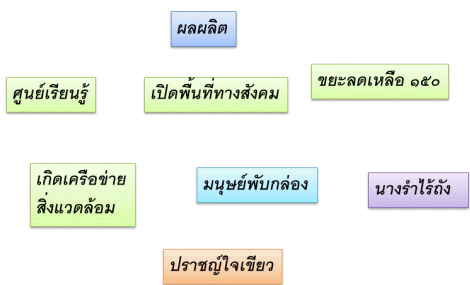 ผลผลิต
ศูนย์เรียนรู้
เปิดพื้นที่ทางสังคม
ขยะลดเหลือ ๑๕๐
เกิดเครือข่าย
สิ่งแวดล้อม
มนุษย์พับกล่อง
นางรำไร้ถัง
ปราชญ์ใจเขียว